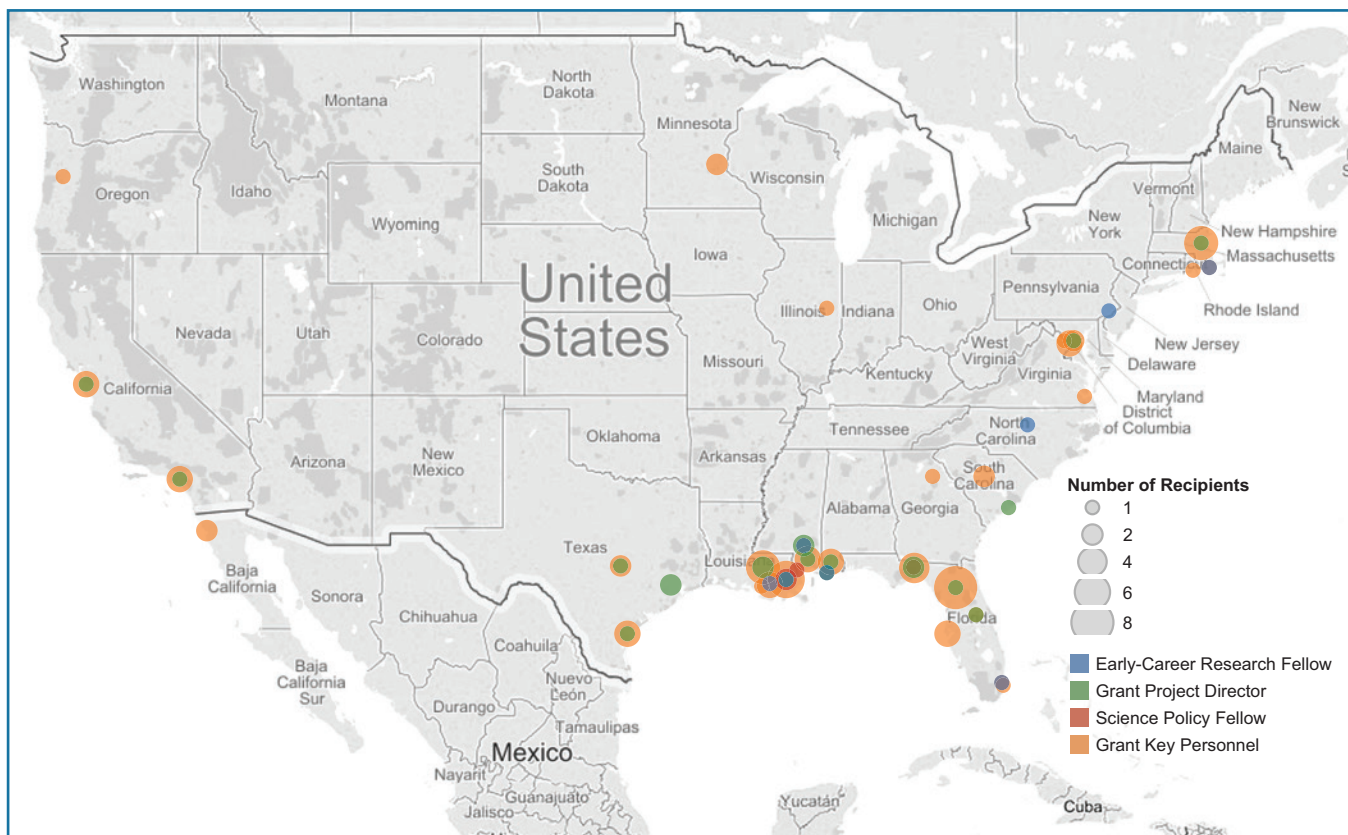 Washington
North
Dakota
Montana
Minnesota
New
Brunswick
Maine
Oregon
Idaho
South
Dakota
Wisconsin
Vermont
Wyoming
Michigan
New
York
New Hampshire
Massachusetts
Connecticut
Iowa
United
States
Pennsylvania
Rhode Island
Nevada
Utah
Colorado
Illinois
Indiana
Ohio
New Jersey
West
Virginia
Delaware
Missouri
Virginia
Kentucky
California
Maryland
District
of Columbia
Oklahoma
Tennessee
North
Carolina
Arizona
New
Mexico
Arkansas
South
Carolina
Alabama
Georgia
Texas
Louisiana
Baja
California
Sonora
Chihuahua
Florida
Coahuila
Baja
California
Sur
Nuevo
León
Durango
Tamaulipas
Mexico
Nayarit
Guanajuato
Jalisco
Yucatán
Cuba
Number of Recipients
1
2
4
6
8
Early-Career Research Fellow
Grant Project Director
Science Policy Fellow
Grant Key Personnel